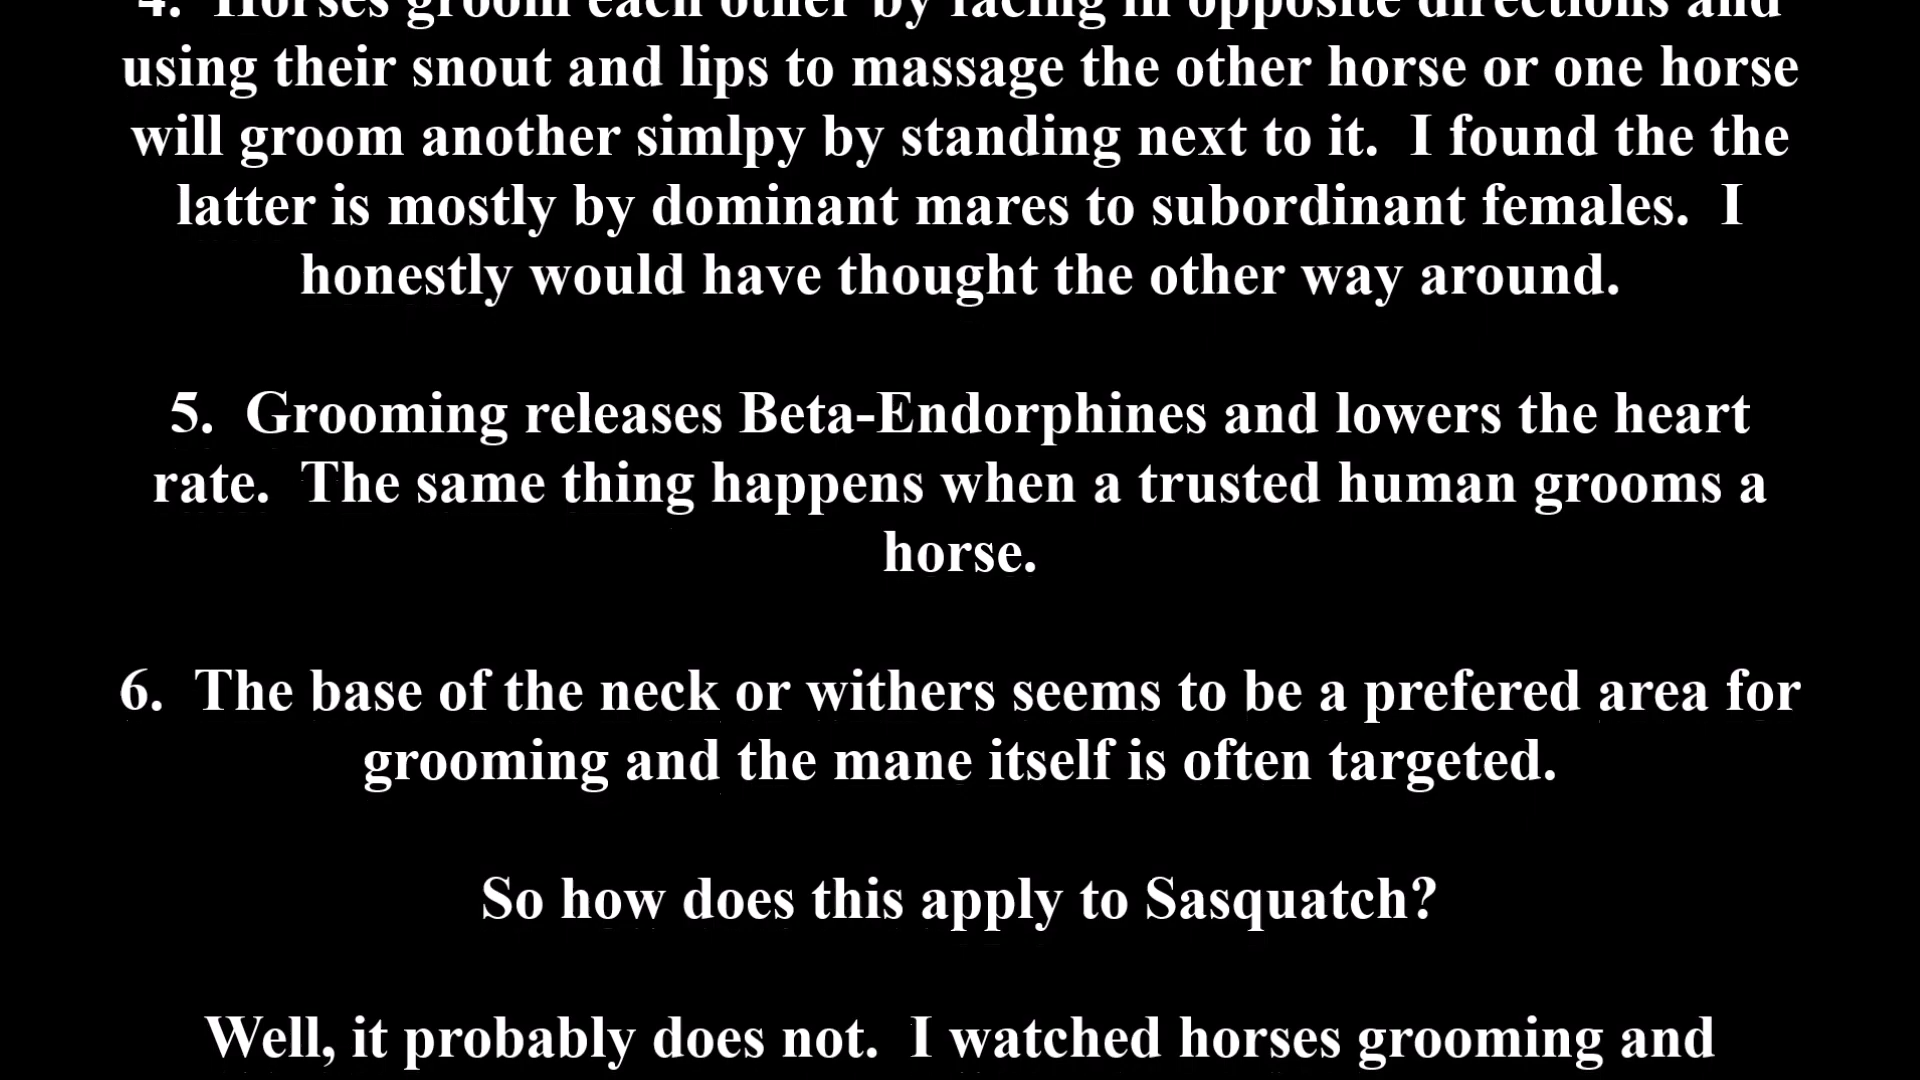 4.  Horses groom each other by facing in opposite directions and
using their snout and lips to massage the other horse or one horse
will groom another simlpy by standing next to it.  I found the the
latter is mostly by dominant mares to subordinant females.  I
honestly would have thought the other way around.
5.  Grooming releases Beta-Endorphines and lowers the heart
rate.  The same thing happens when a trusted human grooms a
horse.
6.  The base of the neck or withers seems to be a prefered area for
grooming and the mane itself is often targeted.
So how does this apply to Sasquatch?
Well, it probably does not.  I watched horses grooming and